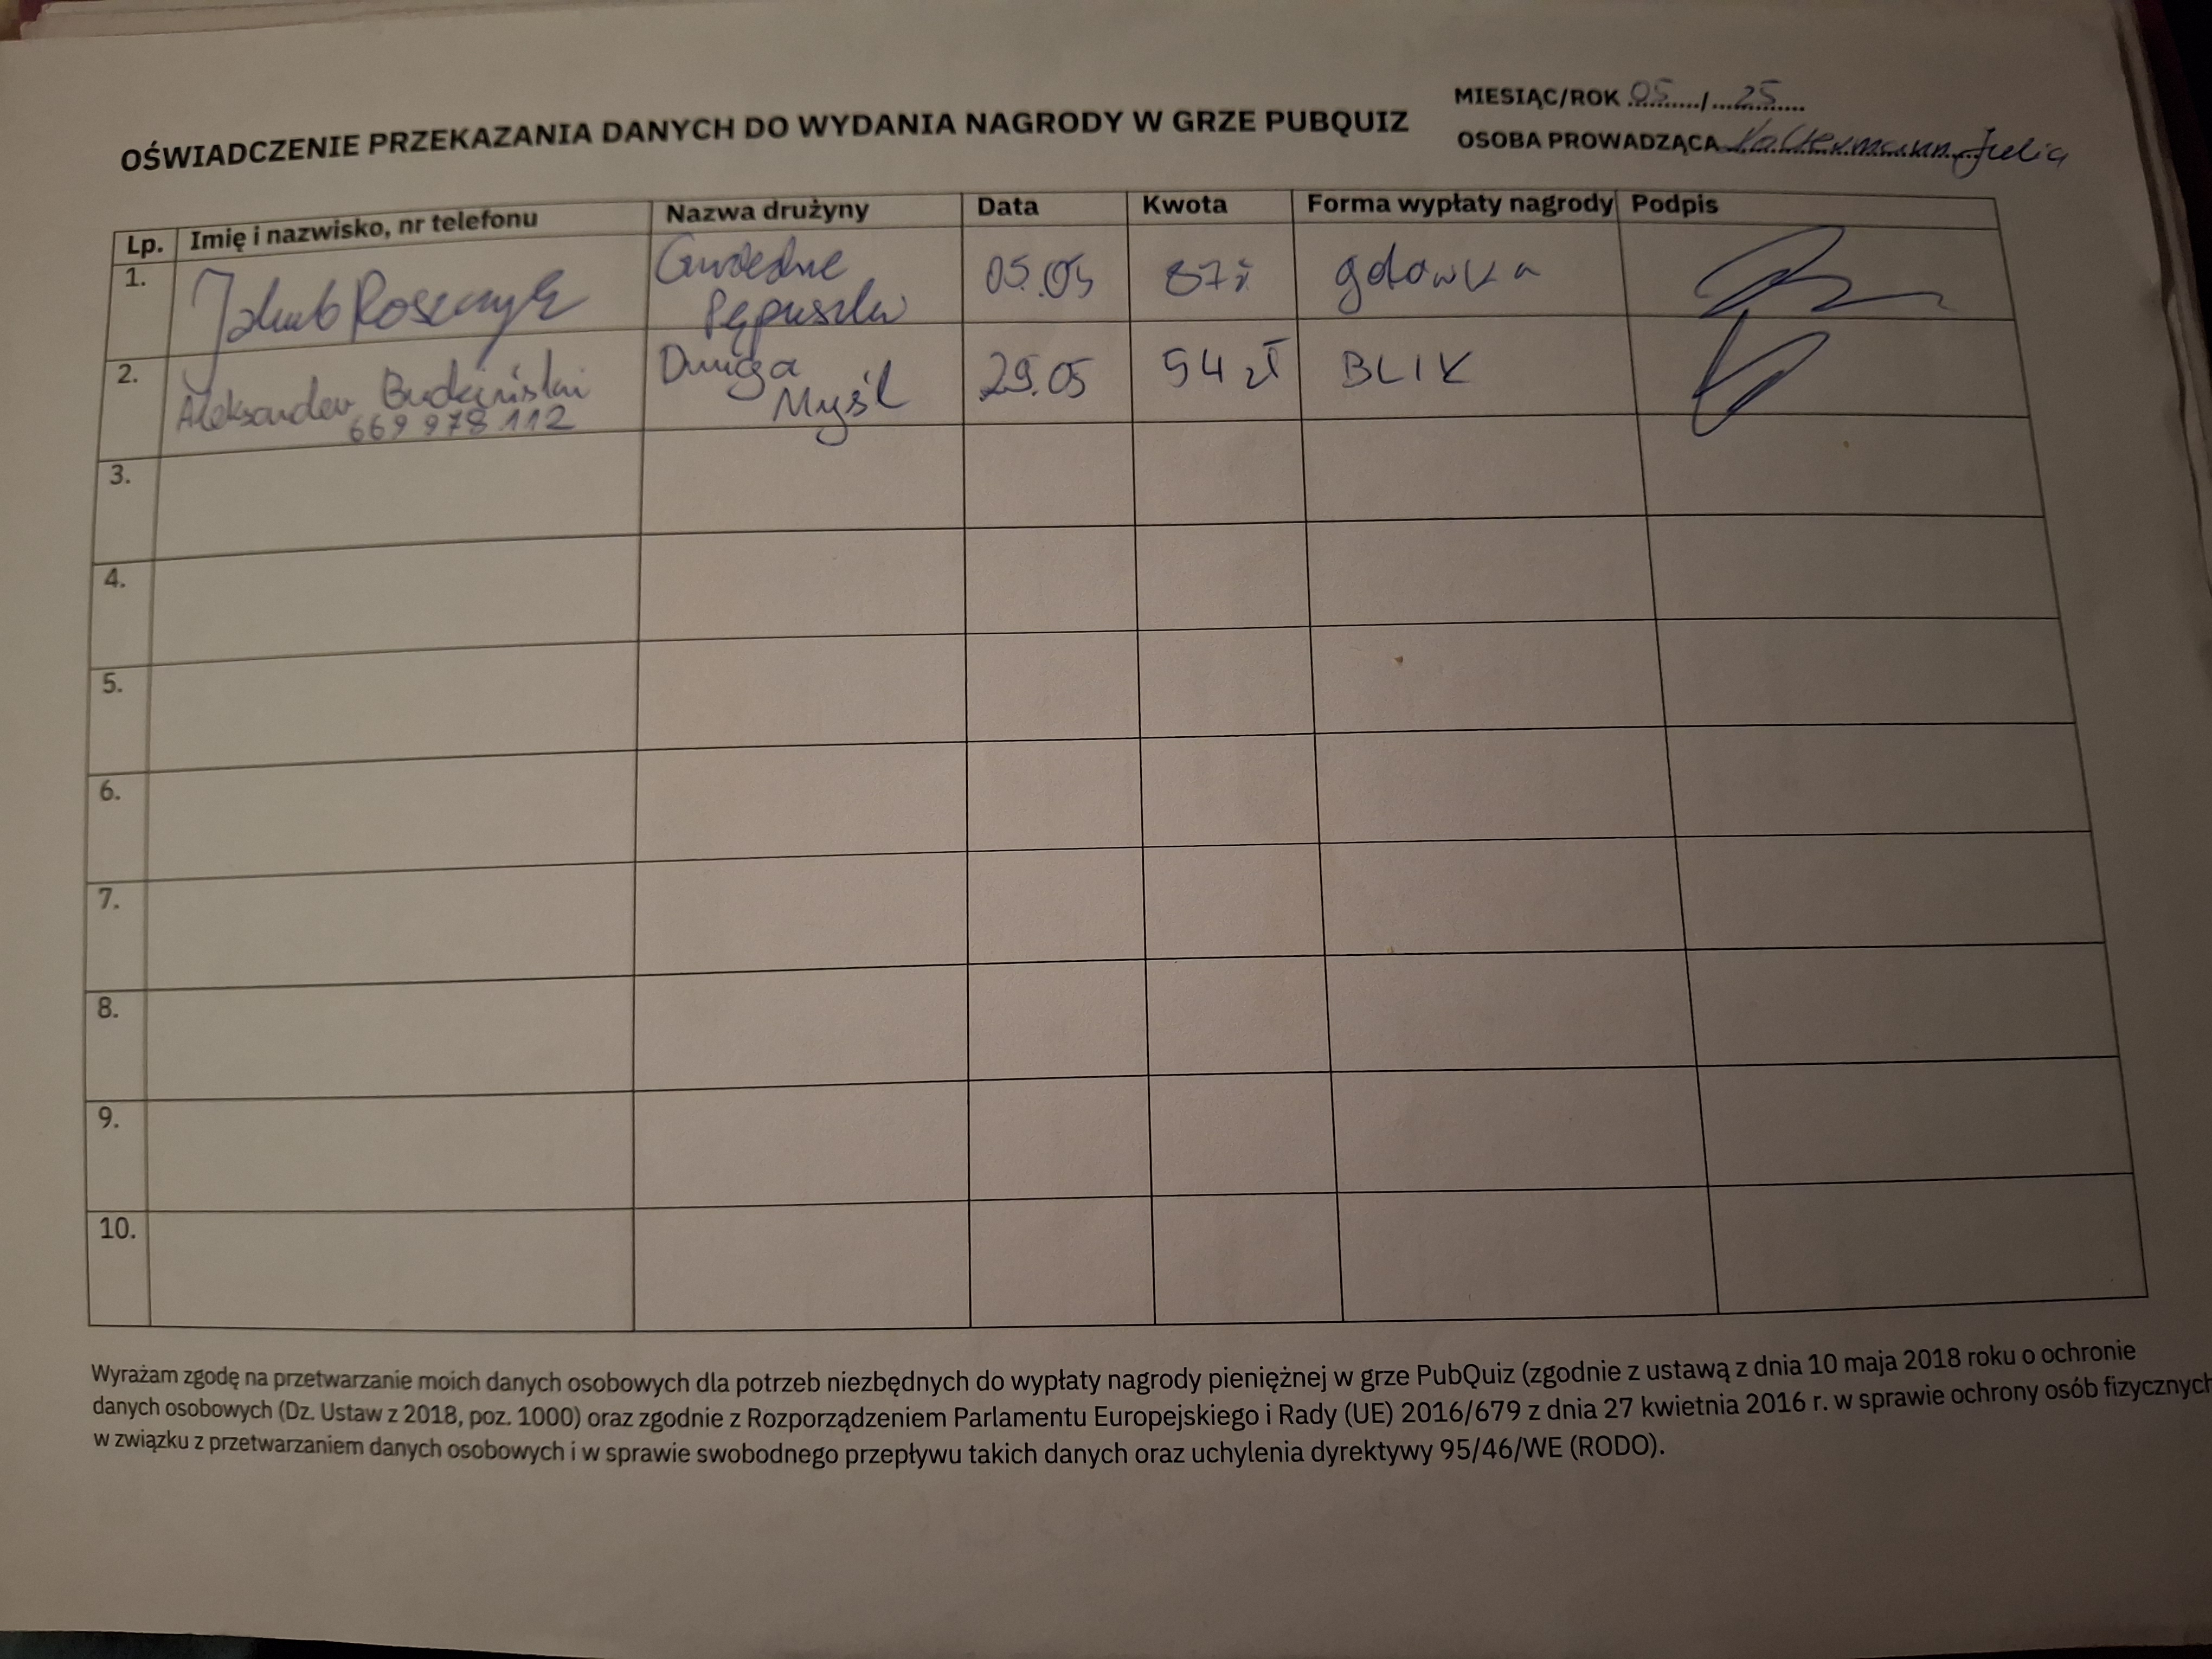 MIESIĄC/ROK 05/25
OŚWIADCZENIE PRZEKAZANIA DANYCH DO WYDANIA NAGRODY W GRZE PUBQUIZ
OSOBA PROWADZĄCA Julia
Lp. Imię i nazwisko, nr telefonu Nazwa drużyny Data Kwota Forma wypłaty nagrody Podpis
1. Jakub 05.05 87zł gdowka
2. Aleksander 669 978 112 Druga Myśl 29.05 54 zł BLIK
3.
4.
5.
6.
7.
8.
9.
10.
Wyrażam zgodę na przetwarzanie moich danych osobowych dla potrzeb niezbędnych do wypłaty nagrody pieniężnej w grze PubQuiz (zgodnie z ustawą z dnia 10 maja 2018 roku o ochronie
danych osobowych (Dz. Ustaw z 2018, poz. 1000) oraz zgodnie z Rozporządzeniem Parlamentu Europejskiego i Rady (UE) 2016/679 z dnia 27 kwietnia 2016 r. w sprawie ochrony osób fizycznych
w związku z przetwarzaniem danych osobowych i w sprawie swobodnego przepływu takich danych oraz uchylenia dyrektywy 95/46/WE (RODO).